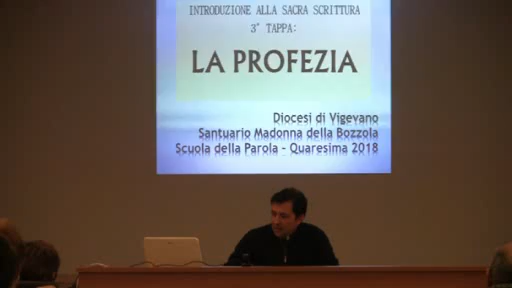 INTRODUZIONE ALLA SACRA SCRITTURA
3° TAPPA:
LA PROFEZIA
Diocesi di Vigevano
Santuario Madonna della Bozzola
Scuola della Parola – Quaresima 2018